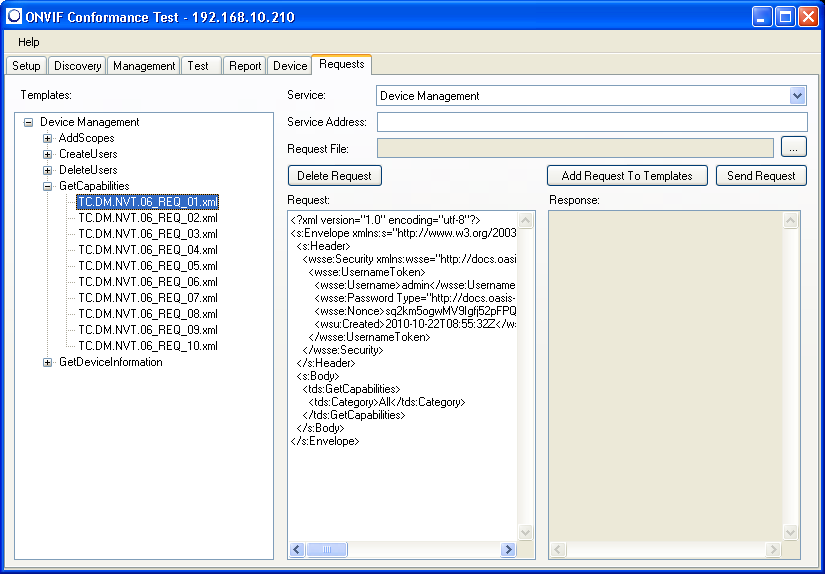 ONVIF Conformance Test - 192.168.10.210
Help
Setup Discovery Management Test Report Device Requests
Templates:
Device Management
AddScopes
CreateUsers
DeleteUsers
GetCapabilities
TC.DM.NVT.06_REQ_01.xml
TC.DM.NVT.06_REQ_02.xml
TC.DM.NVT.06_REQ_03.xml
TC.DM.NVT.06_REQ_04.xml
TC.DM.NVT.06_REQ_05.xml
TC.DM.NVT.06_REQ_06.xml
TC.DM.NVT.06_REQ_07.xml
TC.DM.NVT.06_REQ_08.xml
TC.DM.NVT.06_REQ_09.xml
TC.DM.NVT.06_REQ_10.xml
GetDeviceInformation
Service: Device Management
Service Address:
Request File: ...
Delete Request Add Request To Templates Send Request
Request:
<?xml version="1.0" encoding="utf-8"?>
<s:Envelope xmlns:s="http://www.w3.org/2003
<s:Header>
<wsse:Security xmlns:wsse="http://docs.oasi
<wsse:UsernameToken>
<wsse:Username>admin</wsse:Username
<wsse:Password Type="http://docs.oasis-
<wsse:Nonce>sq2km5ogwMV9Igfj52pFPQ
<wsu:Created>2010-10-22T08:55:32Z</w
</wsse:UsernameToken>
</wsse:Security>
</s:Header>
<s:Body>
<tds:GetCapabilities>
<tds:Category>All</tds:Category>
</tds:GetCapabilities>
</s:Body>
</s:Envelope>
Response: